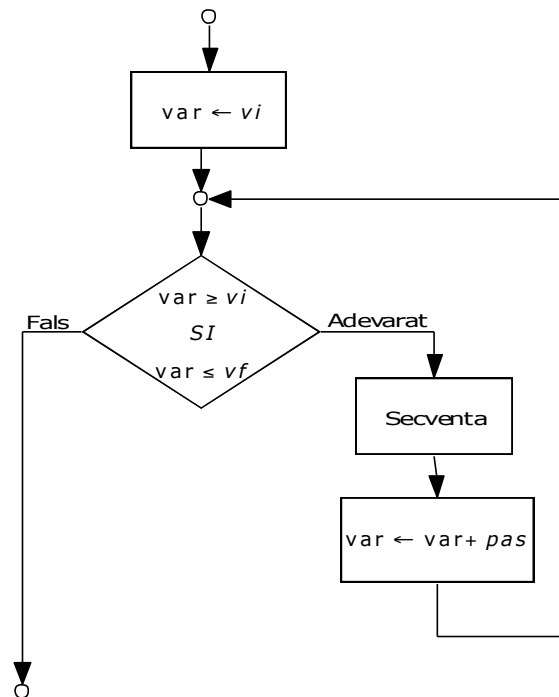 var ← vi
var ≥ vi
SI
var ≤ vf
Fals
Adevarat
Secventa
var ← var+ pas